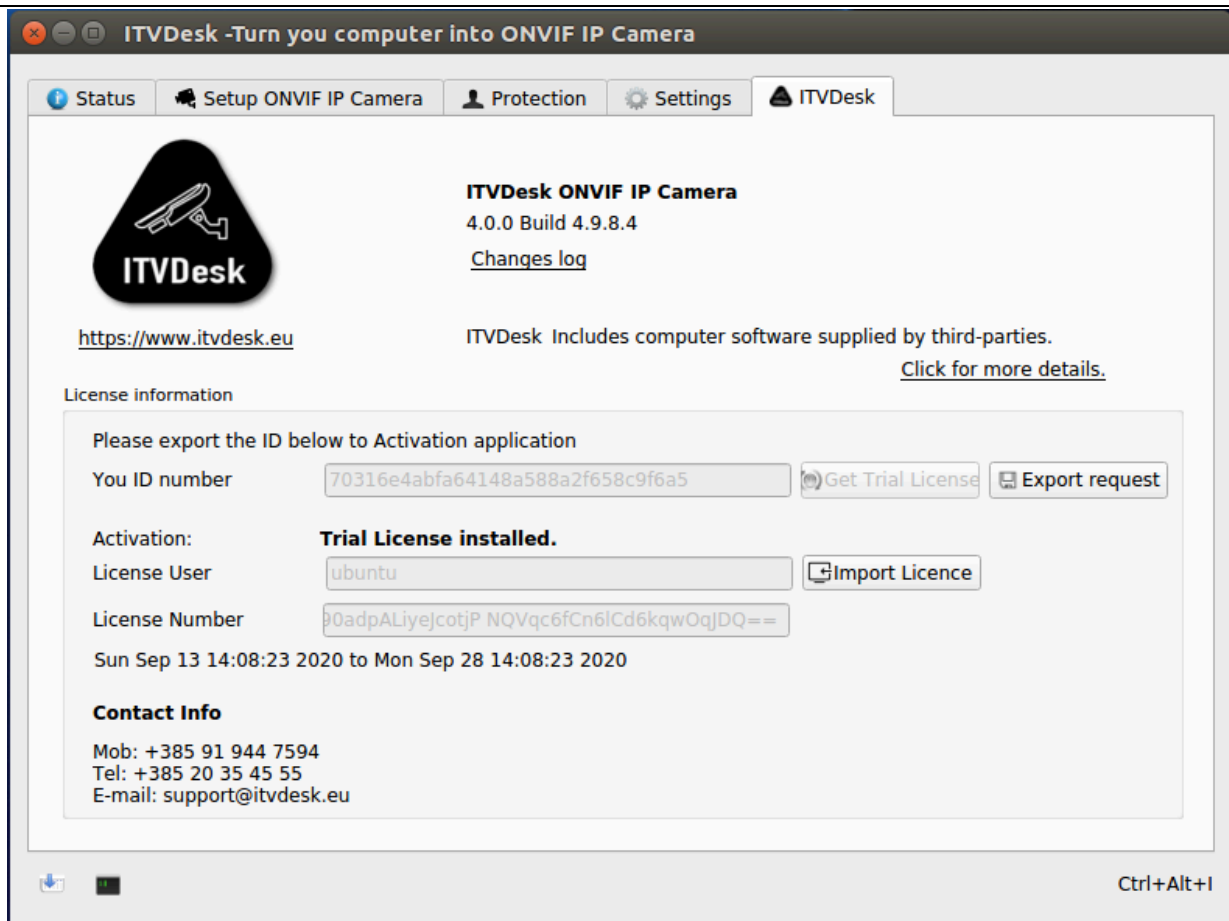 ITVDesk -Turn you computer into ONVIF IP Camera
Status Setup ONVIF IP Camera Protection Settings ITVDesk
ITVDesk
ITVDesk ONVIF IP Camera
4.0.0 Build 4.9.8.4
Changes log
https://www.itvdesk.eu
ITVDesk Includes computer software supplied by third-parties.
Click for more details.
License information
Please export the ID below to Activation application
You ID number 70316e4abfa64148a588a2f658c9f6a5 Get Trial License Export request
Activation: Trial License installed.
License User ubuntu Import Licence
License Number 90adpALiyeJcotjP NQVqc6fCn6lCd6kqwOqJDQ==
Sun Sep 13 14:08:23 2020 to Mon Sep 28 14:08:23 2020
Contact Info
Mob: +385 91 944 7594
Tel: +385 20 35 45 55
E-mail: support@itvdesk.eu
Ctrl+Alt+I